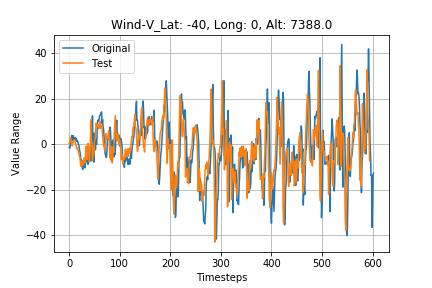 Wind-V_Lat: -40, Long: 0, Alt: 7388.0
Original
Test
Value Range
40
20
0
−20
−40
0 100 200 300 400 500 600
Timesteps